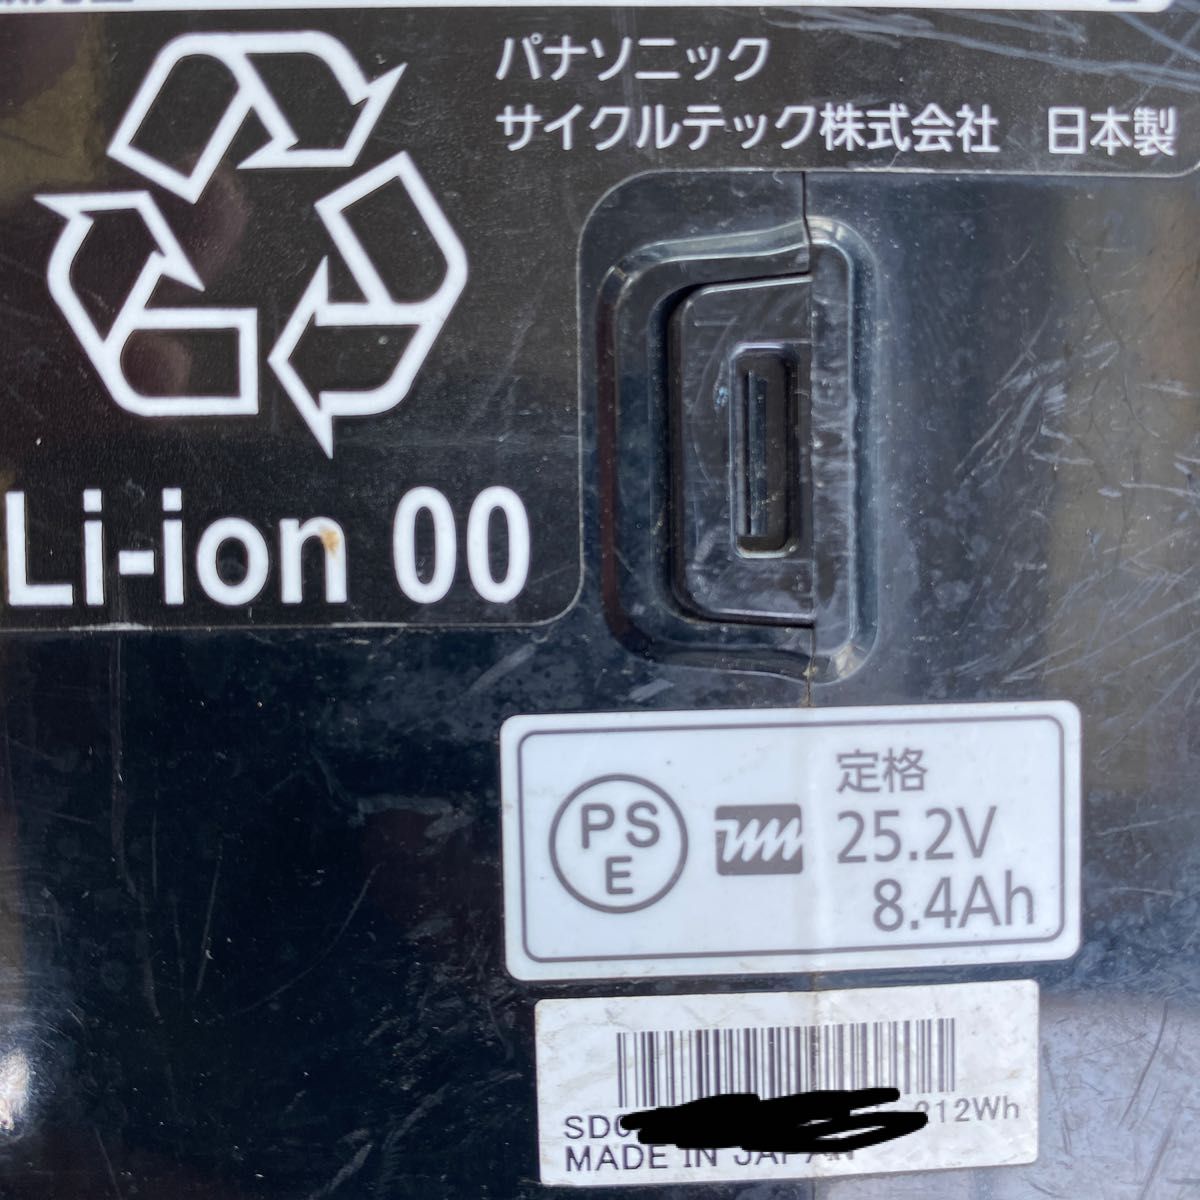 パナソニック
サイクルテック株式会社 日本製
Li-ion 00
PS
E
定格
25.2V
8.4Ah
212Wh
MADE IN JAPAN